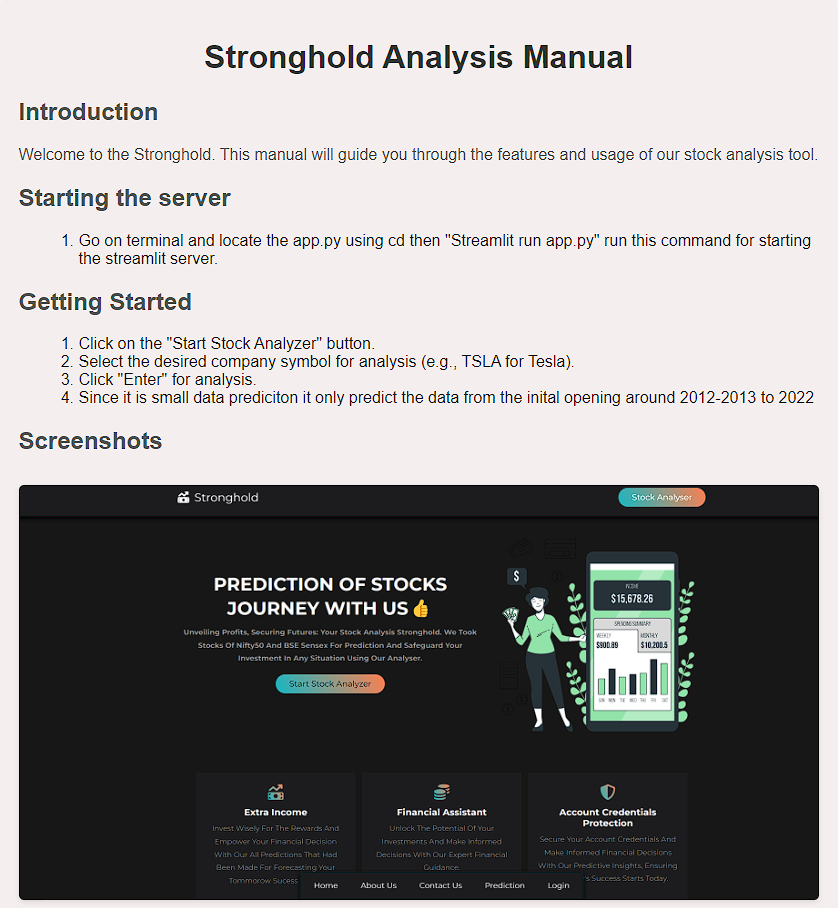 Stronghold Analysis Manual
Introduction
Welcome to the Stronghold. This manual will guide you through the features and usage of our stock analysis tool.
Starting the server
1. Go on terminal and locate the app.py using cd then "Streamlit run app.py" run this command for starting
the streamlit server.
Getting Started
1. Click on the "Start Stock Analyzer" button.
2. Select the desired company symbol for analysis (e.g., TSLA for Tesla).
3. Click "Enter" for analysis.
4. Since it is small data prediciton it only predict the data from the inital opening around 2012-2013 to 2022
Screenshots
Stronghold
Stock Analyser
PREDICTION OF STOCKS
JOURNEY WITH US 👍
Unveiling Profits, Securing Futures: Your Stock Analysis Stronghold. We Took
Stocks Of Nifty50 And BSE Sensex For Prediction And Safeguard Your
Investment In Any Situation Using Our Analyser.
Start Stock Analyzer
$
INCOME
$15,678.26
SPENDING SUMMARY
WEEKLY MONTHLY
$900.89 $10,200.5
SUN MON TUE WED THE FRI SAT
Extra Income
Invest Wisely For The Rewards And
Empower Your Financial Decision
With Our All Predictions That Had
Been Made For Forecasting Your
Tommorow Sucess
Financial Assistant
Unlock The Potential Of Your
Investments And Make Informed
Decisions With Our Expert Financial
Guidance.
Account Credentials
Protection
Secure Your Account Credentials And
Make Informed Financial Decisions
With Our Predictive Insights, Ensuring
Success Starts Today.
Home About Us Contact Us Prediction Login